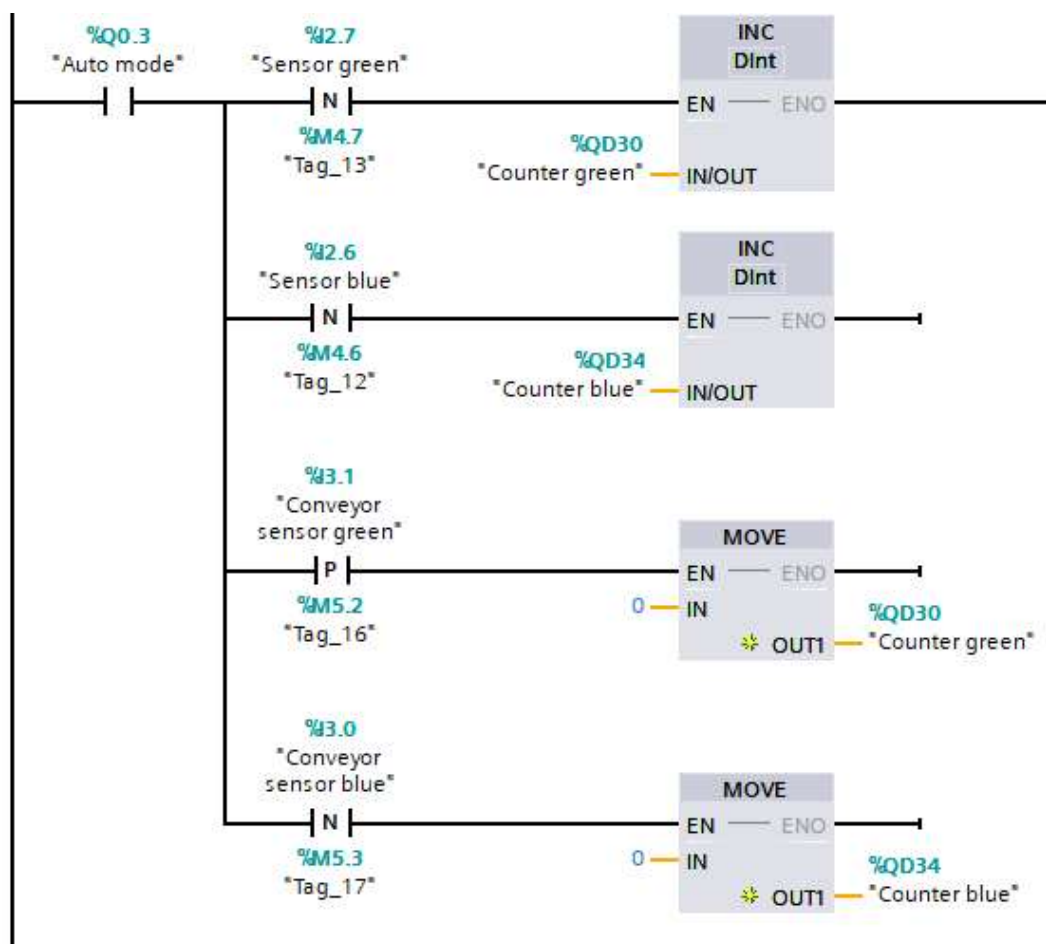 %Q0.3
"Auto mode"
%I2.7
"Sensor green"
N
%M4.7
"Tag_13"
INC
DInt
EN
ENO
%QD30
"Counter green"
IN/OUT
%I2.6
"Sensor blue"
N
%M4.6
"Tag_12"
INC
DInt
EN
ENO
%QD34
"Counter blue"
IN/OUT
%I3.1
"Conveyor
sensor green"
P
%M5.2
"Tag_16"
MOVE
EN
ENO
0
IN
OUT1
%QD30
"Counter green"
%I3.0
"Conveyor
sensor blue"
N
%M5.3
"Tag_17"
MOVE
EN
ENO
0
IN
OUT1
%QD34
"Counter blue"